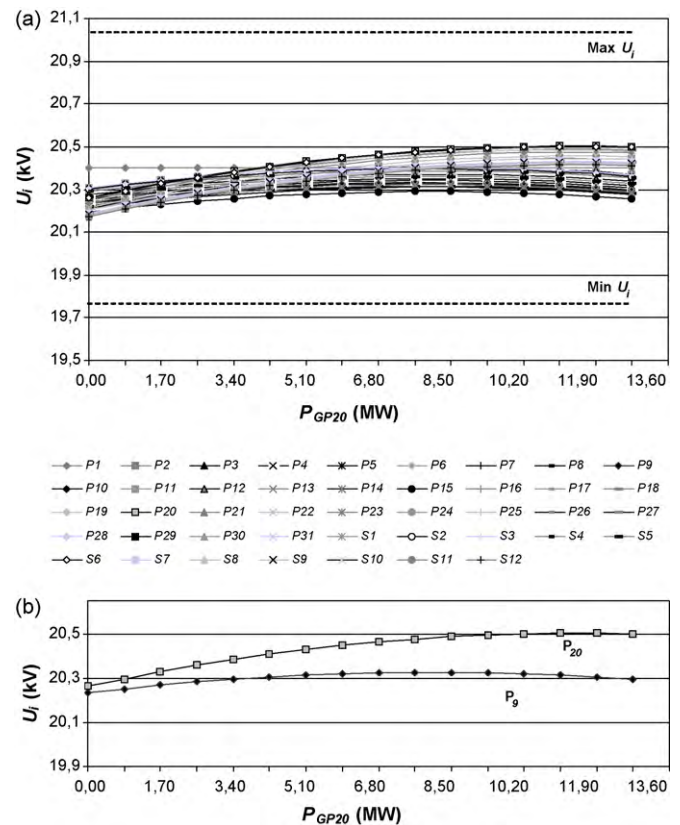 (a)
21,1
20,9
20,7
20,5
20,3
20,1
19,9
19,7
19,5
U_i (kV)
Max U_i
Min U_i
0,00 1,70 3,40 5,10 6,80 8,50 10,20 11,90 13,60
P_GP20 (MW)
P1 P2 P3 P4 P5 P6 P7 P8 P9
P10 P11 P12 P13 P14 P15 P16 P17 P18
P19 P20 P21 P22 P23 P24 P25 P26 P27
P28 P29 P30 P31 S1 S2 S3 S4 S5
S6 S7 S8 S9 S10 S11 S12
(b)
20,5
20,3
20,1
19,9
U_i (kV)
P_20
P_9
0,00 1,70 3,40 5,10 6,80 8,50 10,20 11,90 13,60
P_GP20 (MW)